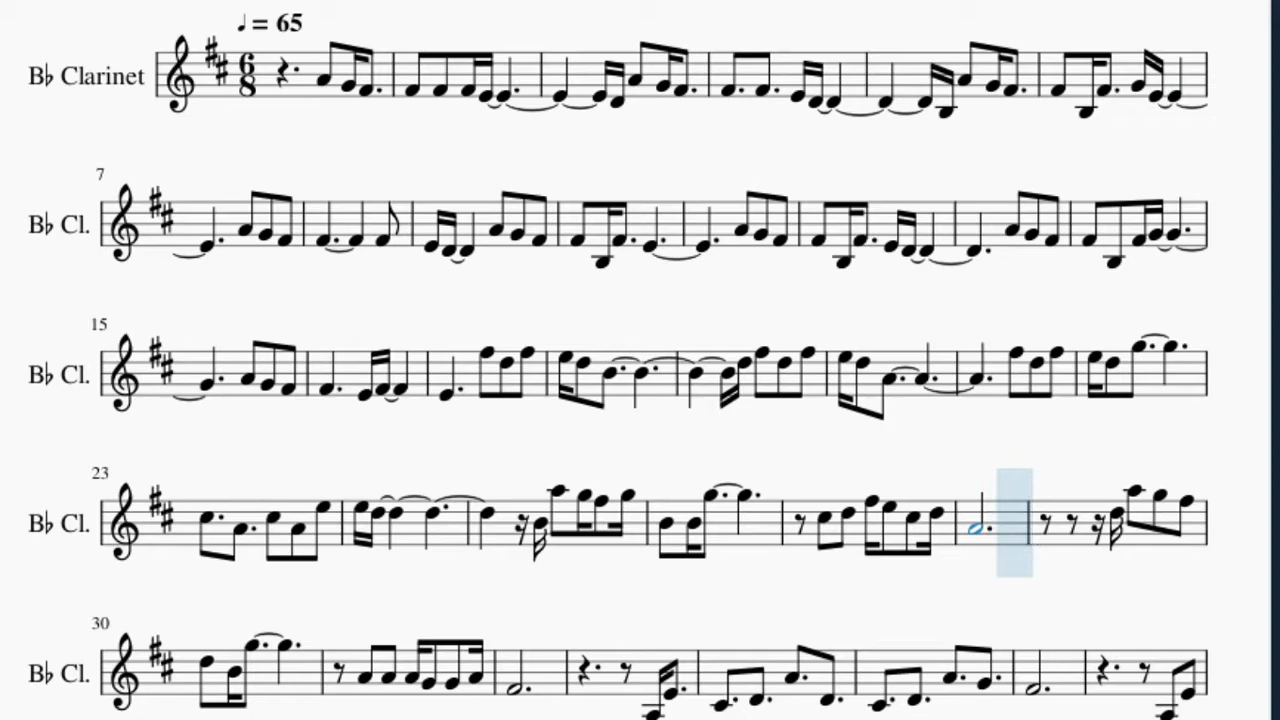 ♩ = 65
B♭ Clarinet
6
8
7
B♭ Cl.
15
B♭ Cl.
23
B♭ Cl.
30
B♭ Cl.